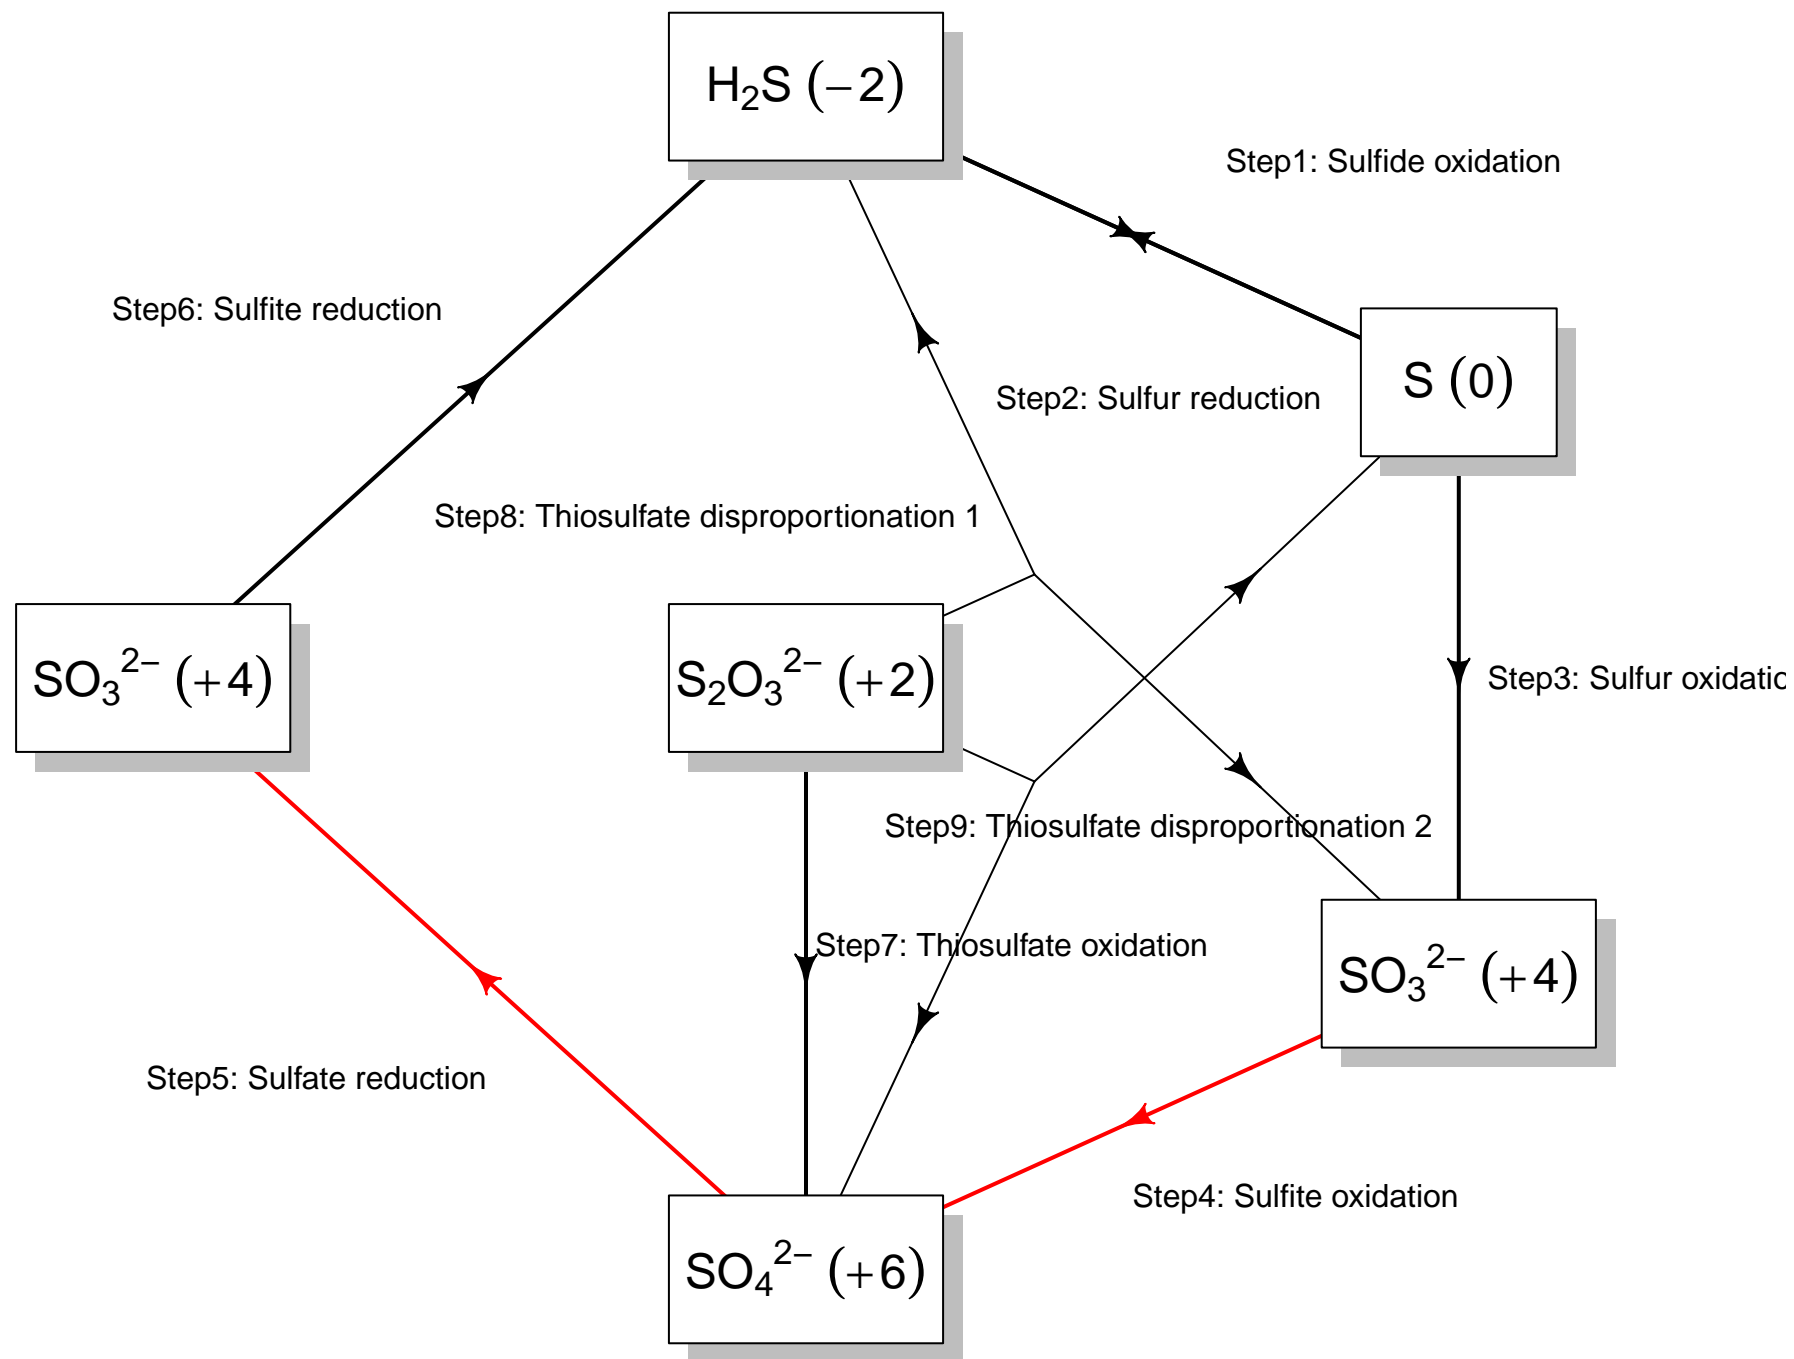 H₂S (−2)
Step1: Sulfide oxidation
Step6: Sulfite reduction
S (0)
Step2: Sulfur reduction
Step8: Thiosulfate disproportionation 1
SO₃²⁻ (+4)
S₂O₃²⁻ (+2)
Step3: Sulfur oxidatio
Step9: Thiosulfate disproportionation 2
Step7: Thiosulfate oxidation
SO₃²⁻ (+4)
Step5: Sulfate reduction
Step4: Sulfite oxidation
SO₄²⁻ (+6)